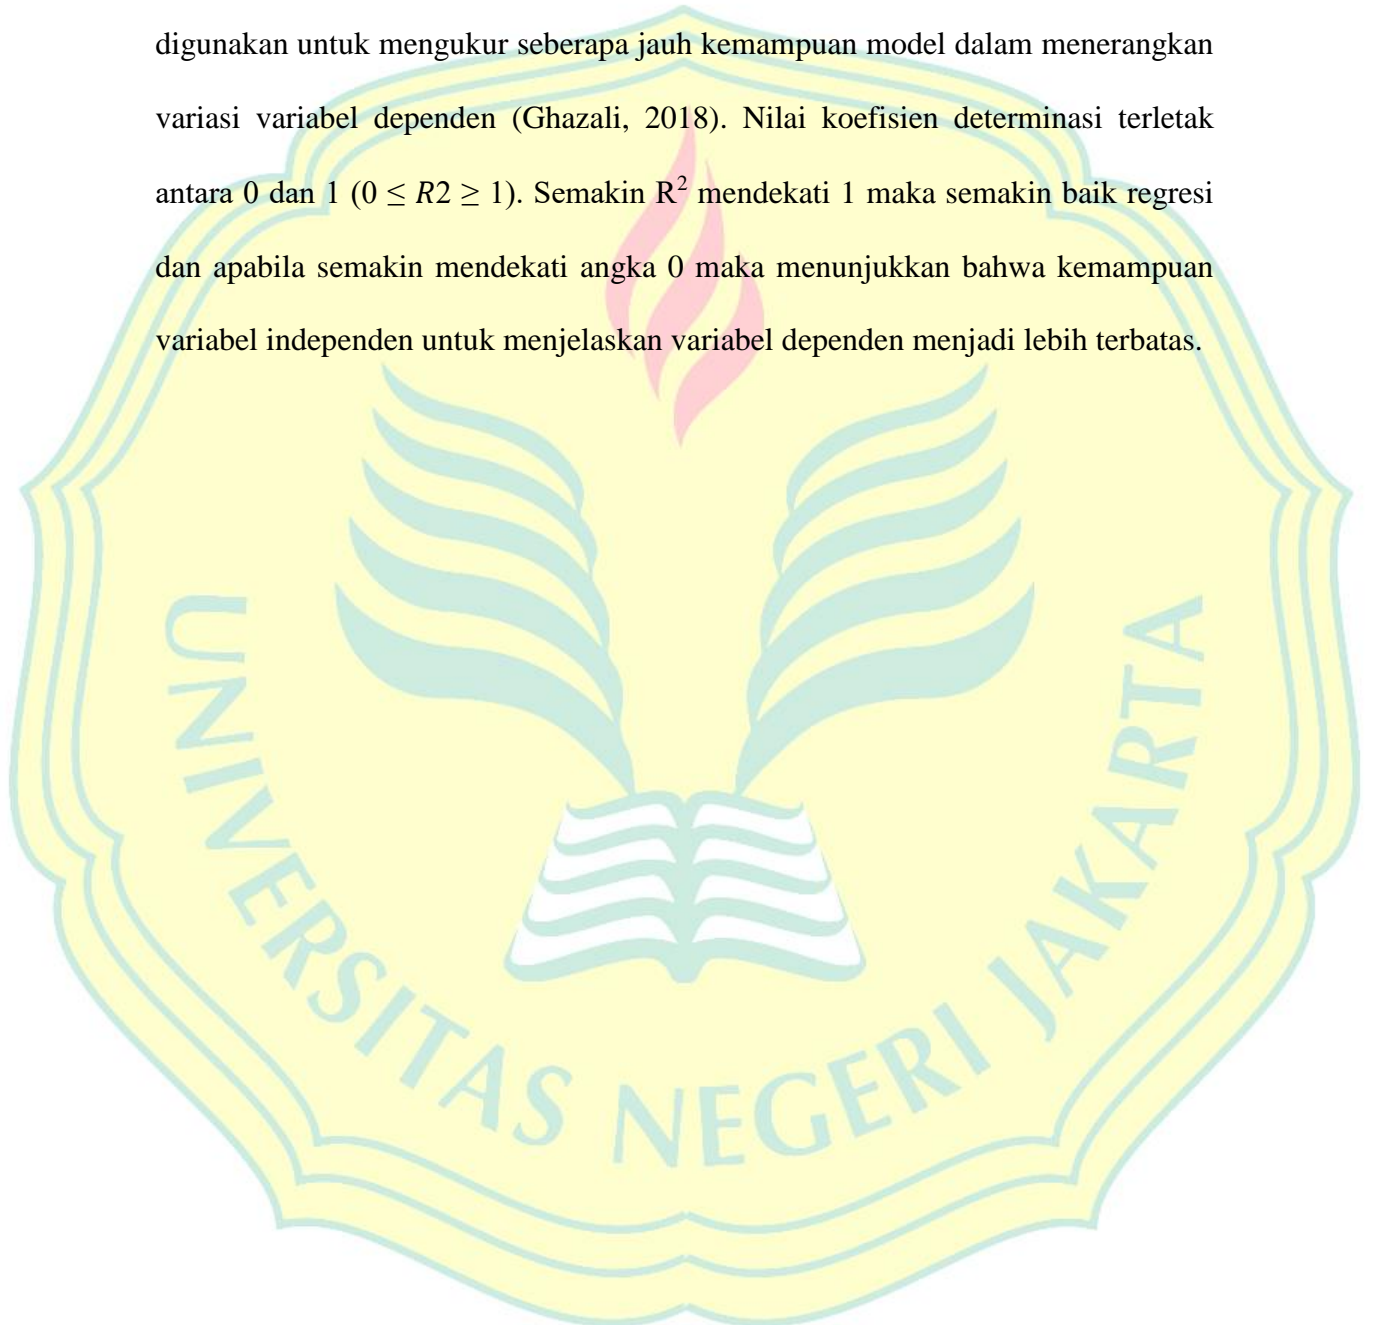 digunakan untuk mengukur seberapa jauh kemampuan model dalam menerangkan
variasi variabel dependen (Ghazali, 2018). Nilai koefisien determinasi terletak
antara 0 dan 1 (0 ≤ 𝑅2 ≥ 1). Semakin R² mendekati 1 maka semakin baik regresi
dan apabila semakin mendekati angka 0 maka menunjukkan bahwa kemampuan
variabel independen untuk menjelaskan variabel dependen menjadi lebih terbatas.
UNIVERSITAS NEGERI JAKARTA